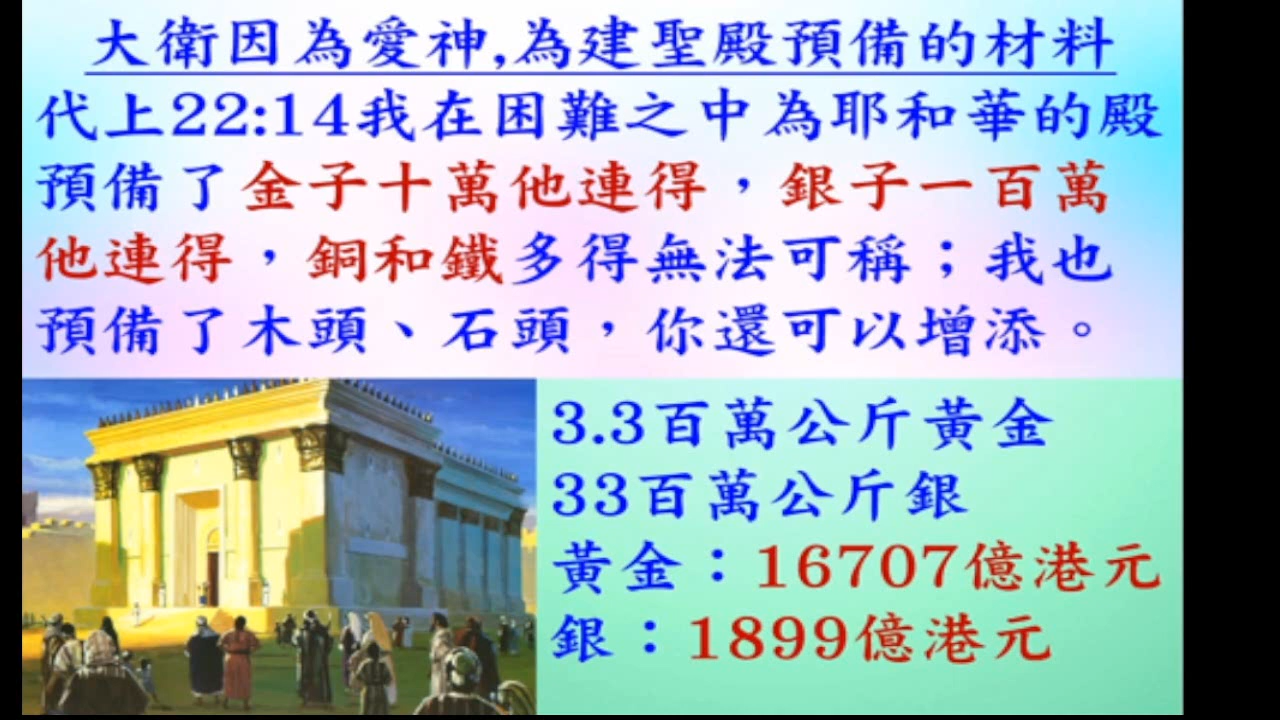 大衛因為愛神,為建聖殿預備的材料
代上22:14我在困難之中為耶和華的殿
預備了金子十萬他連得，銀子一百萬
他連得，銅和鐵多得無法可稱；我也
預備了木頭、石頭，你還可以增添。
3.3百萬公斤黃金
33百萬公斤銀
黃金：16707億港元
銀：1899億港元